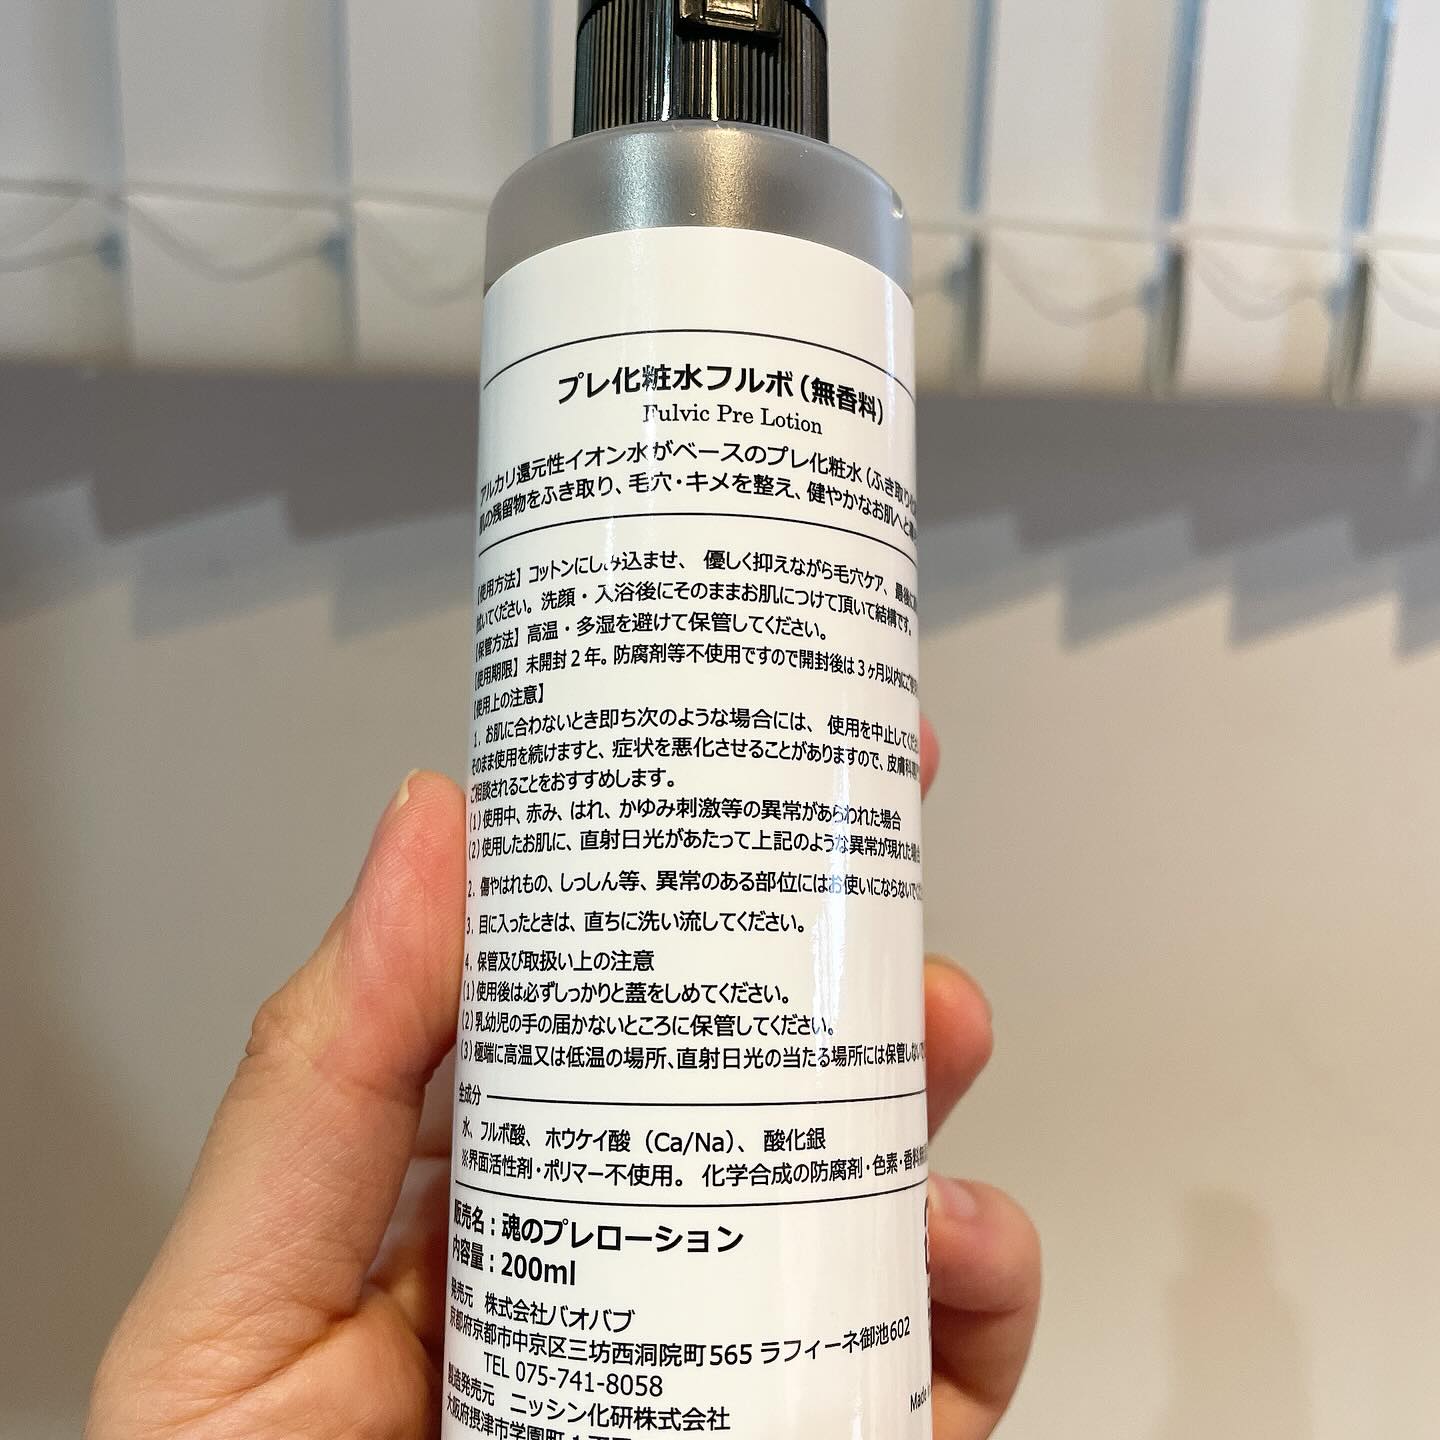 プレ化粧水フルボ（無香料）
Fulvic Pre Lotion
アルカリ還元性イオン水がベースのプレ化粧水（ふき取り
肌の残留物をふき取り、毛穴・キメを整え、健やかなお肌へと
【使用方法】コットンにしみ込ませ、優しく抑えながら毛穴ケア、最後に
拭いてください。洗顔・入浴後にそのままお肌につけて頂いて結構です。
【保管方法】高温・多湿を避けて保管してください。
【使用期限】未開封2年。防腐剤等不使用ですので開封後は3ヶ月以内に
【使用上の注意】
1. お肌に合わないとき即ち次のような場合には、使用を中止してくだ
そのまま使用を続けますと、症状を悪化させることがありますので、皮膚科
ご相談されることをおすすめします。
(1)使用中、赤み、はれ、かゆみ刺激等の異常があらわれた場合
(2)使用したお肌に、直射日光があたって上記のような異常が現れた場合
2. 傷やはれもの、しっしん等、異常のある部位にはお使いにならないでくだ
3. 目に入ったときは、直ちに洗い流してください。
4. 保管及び取扱い上の注意
(1)使用後は必ずしっかりと蓋をしめてください。
(2)乳幼児の手の届かないところに保管してください。
(3)極端に高温又は低温の場所、直射日光の当たる場所には保管しない
全成分
水、フルボ酸、ホウケイ酸（Ca/Na）、酸化銀
※界面活性剤・ポリマー不使用。化学合成の防腐剤・色素・香料
販売名：魂のプレローション
内容量：200ml
発売元 株式会社バオバブ
京都府京都市中京区三坊西洞院町565 ラフィーネ御池602
TEL 075-741-8058
製造発売元 ニッシン化研株式会社
大阪府摂津市学園町
Made